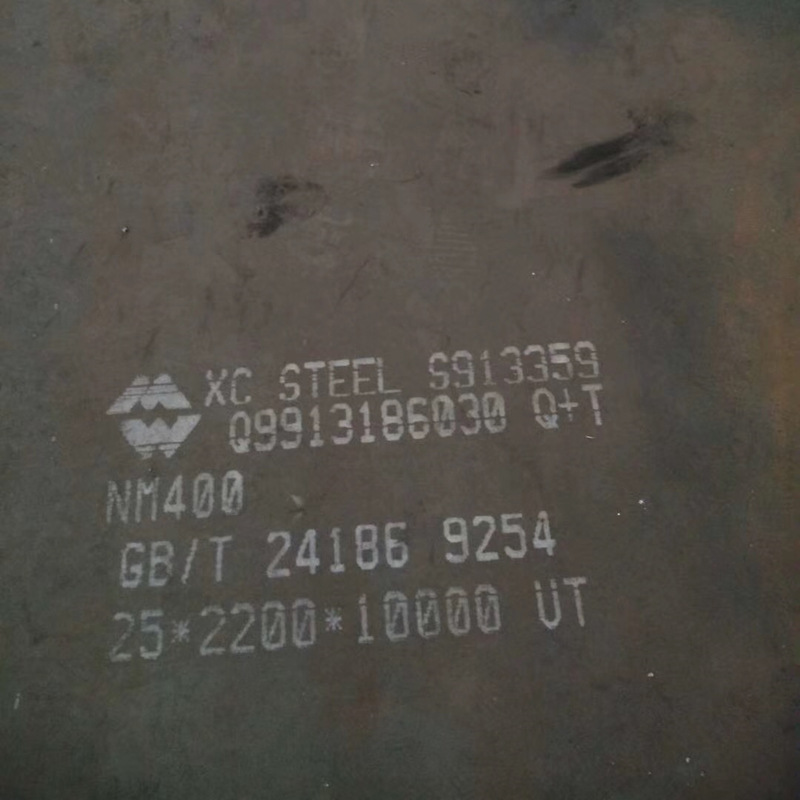 XC STEEL S913359
Q9913186030 Q+T
NM400
GB/T 24186 9254
25*2200*10000 UT